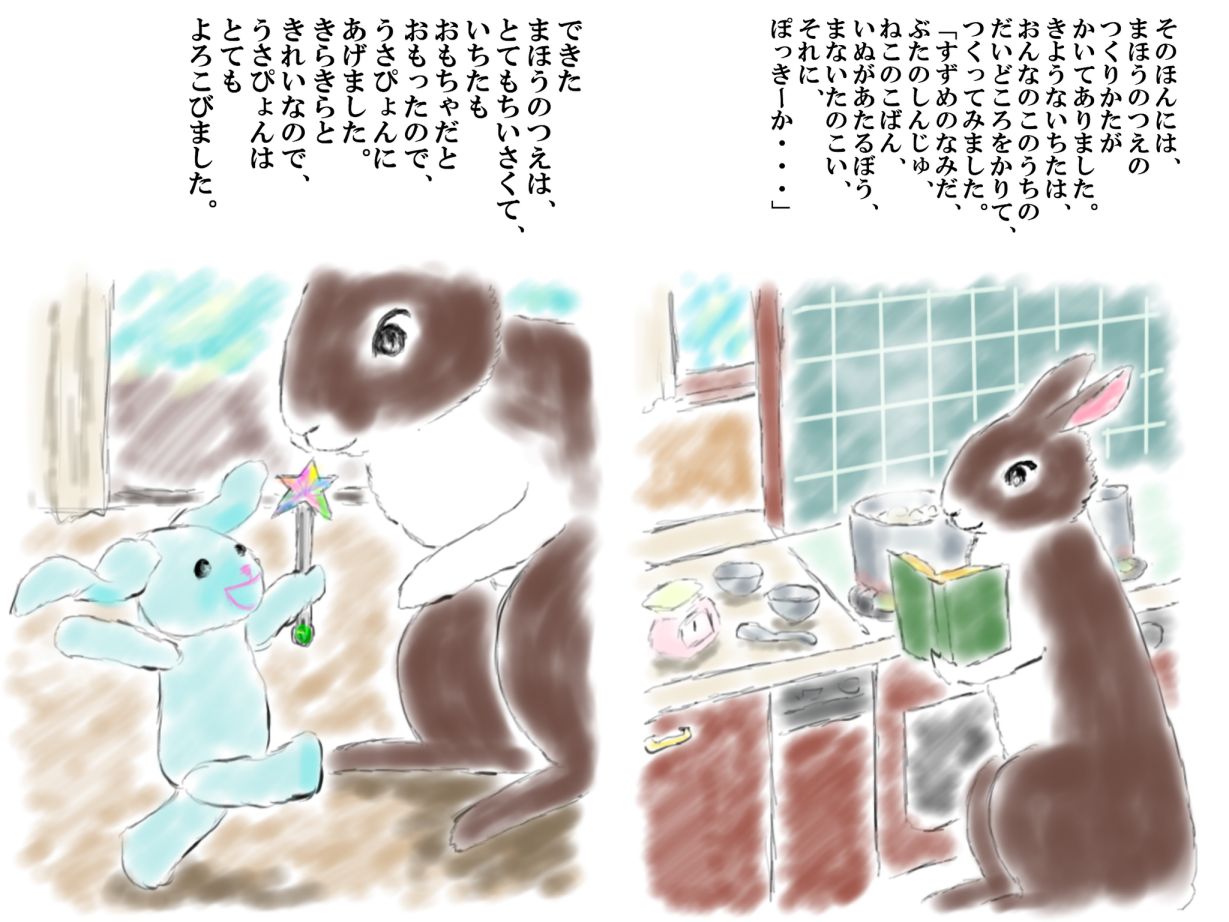 そのほんには、
まほうのつえの
つくりかたが
かいてありました。
きようないちたは、
おんなのこのうちの
だいどころをかりて、
つくってみました。
「すずめのなみだ、
ぶたのしんじゅ、
ねこのこばん、
いぬがあたるぼう、
まないたのこい、
それに、
ぽっきーか・・・」
できた
まほうのつえは、
とてもちいさくて、
いちたも
おもちゃだと
おもったので、
うさぴょんに
あげました。
きらきらと
きれいなので、
うさぴょんは
とても
よろこびました。